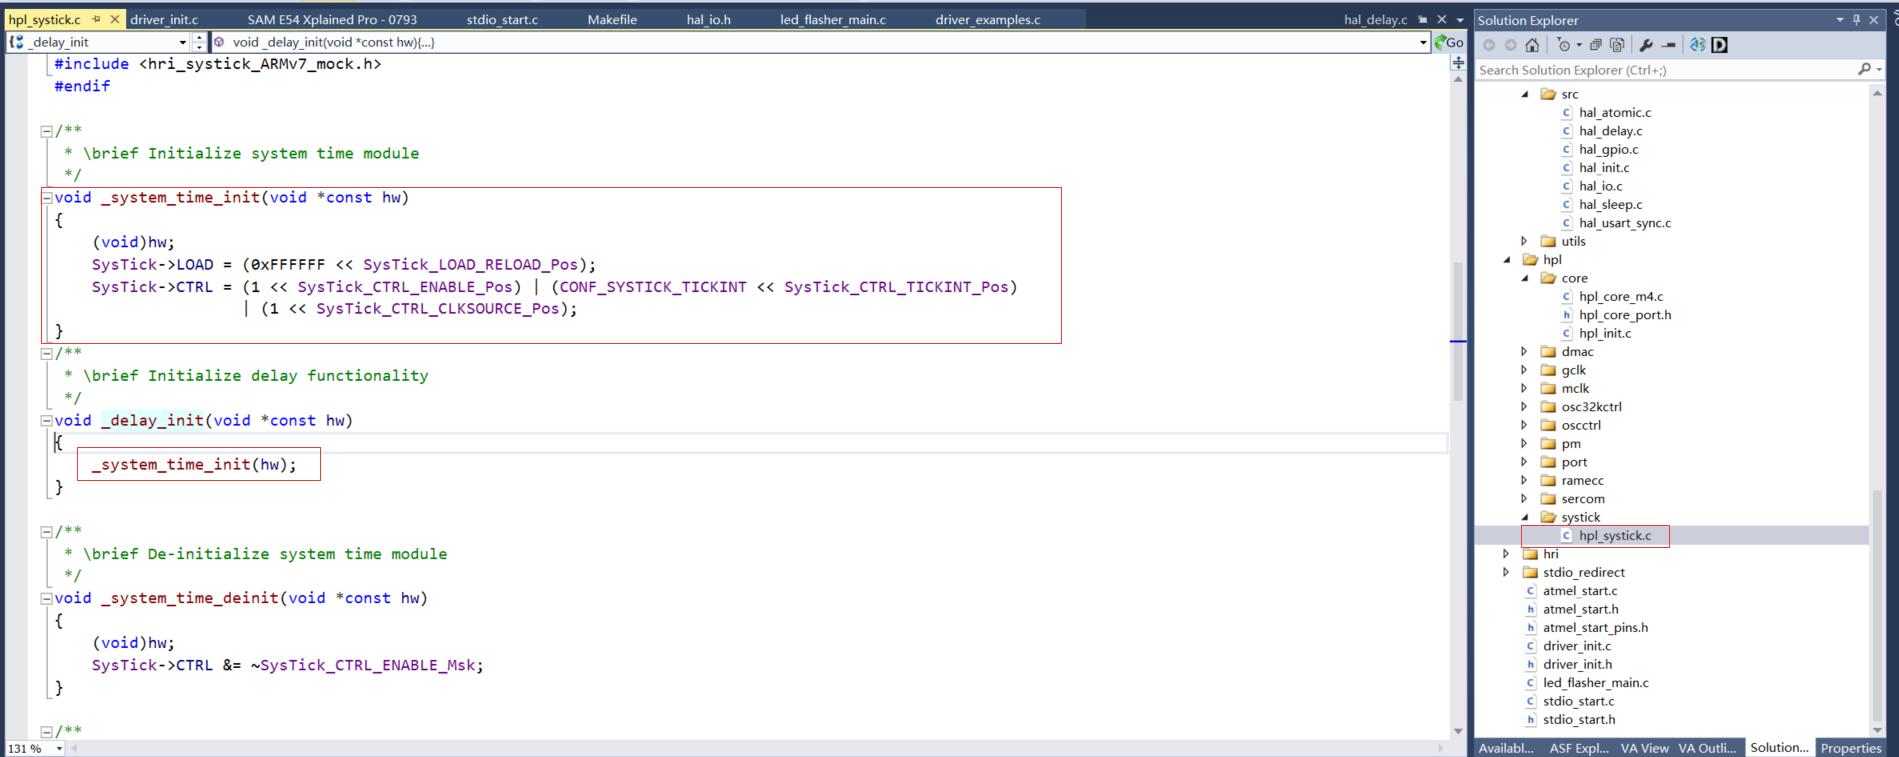 hpl_systick.c
driver_init.c
SAM E54 Xplained Pro - 0793
stdio_start.c
Makefile
hal_io.h
led_flasher_main.c
driver_examples.c
hal_delay.c
_delay_init
void _delay_init(void *const hw){...}
Go
#include <hri_systick_ARMv7_mock.h>
#endif
/**
* \brief Initialize system time module
*/
void _system_time_init(void *const hw)
{
(void)hw;
SysTick->LOAD = (0xFFFFFF << SysTick_LOAD_RELOAD_Pos);
SysTick->CTRL = (1 << SysTick_CTRL_ENABLE_Pos) | (CONF_SYSTICK_TICKINT << SysTick_CTRL_TICKINT_Pos)
| (1 << SysTick_CTRL_CLKSOURCE_Pos);
}
/**
* \brief Initialize delay functionality
*/
void _delay_init(void *const hw)
{
_system_time_init(hw);
}
/**
* \brief De-initialize system time module
*/
void _system_time_deinit(void *const hw)
{
(void)hw;
SysTick->CTRL &= ~SysTick_CTRL_ENABLE_Msk;
}
/**
131 %
Solution Explorer
Search Solution Explorer (Ctrl+;)
src
hal_atomic.c
hal_delay.c
hal_gpio.c
hal_init.c
hal_io.c
hal_sleep.c
hal_usart_sync.c
utils
hpl
core
hpl_core_m4.c
hpl_core_port.h
hpl_init.c
dmac
gclk
mclk
osc32kctrl
oscctrl
pm
port
ramecc
sercom
systick
hpl_systick.c
hri
stdio_redirect
atmel_start.c
atmel_start.h
atmel_start_pins.h
driver_init.c
driver_init.h
led_flasher_main.c
stdio_start.c
stdio_start.h
Availabl...
ASF Expl...
VA View
VA Outli...
Solution...
Properties